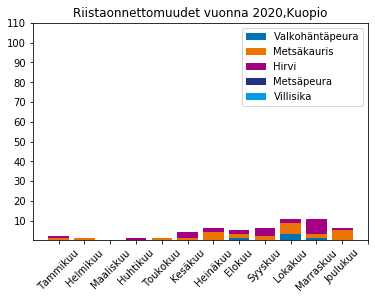 Riistaonnettomuudet vuonna 2020,Kuopio
110
100
90
80
70
60
50
40
30
20
10
Valkohäntäpeura
Metsäkauris
Hirvi
Metsäpeura
Villisika
Tammikuu
Helmikuu
Maaliskuu
Huhtikuu
Toukokuu
Kesäkuu
Heinäkuu
Elokuu
Syyskuu
Lokakuu
Marraskuu
Joulukuu